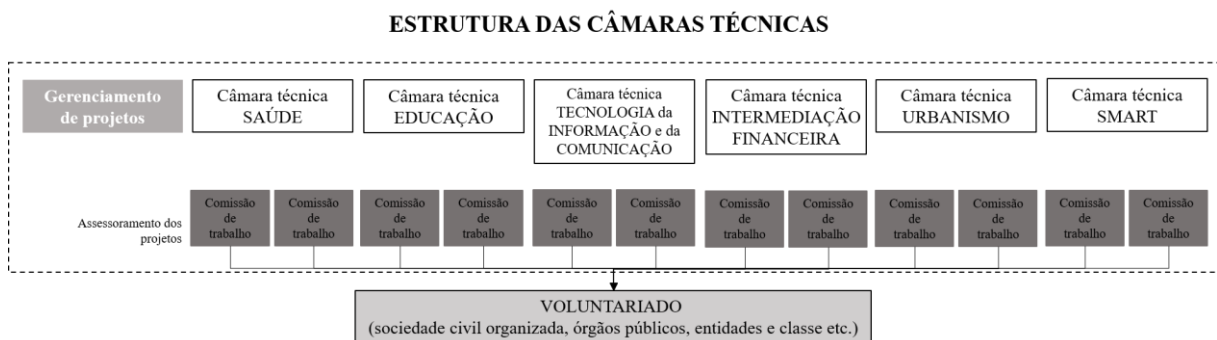 ESTRUTURA DAS CÂMARAS TÉCNICAS
Gerenciamento
de projetos
Câmara técnica
SAÚDE
Câmara técnica
EDUCAÇÃO
Câmara técnica
TECNOLOGIA da
INFORMAÇÃO e da
COMUNICAÇÃO
Câmara técnica
INTERMEDIAÇÃO
FINANCEIRA
Câmara técnica
URBANISMO
Câmara técnica
SMART
Assessoramento dos
projetos
Comissão
de
trabalho
Comissão
de
trabalho
Comissão
de
trabalho
Comissão
de
trabalho
Comissão
de
trabalho
Comissão
de
trabalho
Comissão
de
trabalho
Comissão
de
trabalho
Comissão
de
trabalho
Comissão
de
trabalho
Comissão
de
trabalho
Comissão
de
trabalho
VOLUNTARIADO
(sociedade civil organizada, órgãos públicos, entidades e classe etc.)